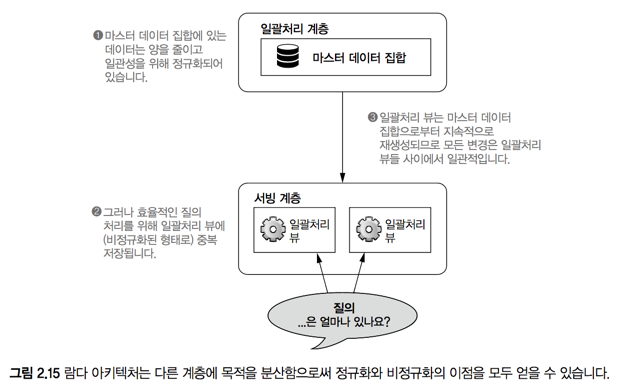 일괄처리 계층
마스터 데이터 집합
❶ 마스터 데이터 집합에 있는
데이터는 양을 줄이고
일관성을 위해 정규화되어
있습니다.
❸ 일괄처리 뷰는 마스터 데이터
집합으로부터 지속적으로
재생성되므로 모든 변경은 일괄처리
뷰들 사이에서 일관적입니다.
서빙 계층
일괄처리
뷰
일괄처리
뷰
❷ 그러나 효율적인 질의
처리를 위해 일괄처리 뷰에
(비정규화된 형태로) 중복
저장됩니다.
질의
...은 얼마나 있나요?
그림 2.15 람다 아키텍처는 다른 계층에 목적을 분산함으로써 정규화와 비정규화의 이점을 모두 얻을 수 있습니다.